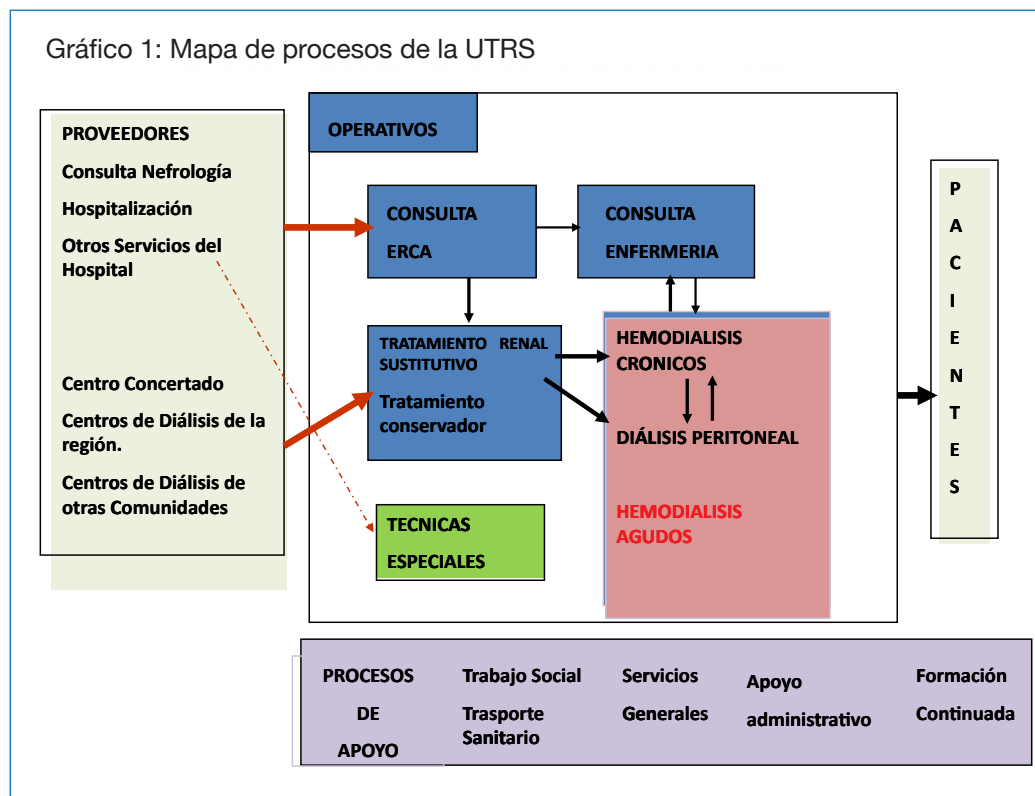 Gráfico 1: Mapa de procesos de la UTRS
PROVEEDORES
Consulta Nefrología
Hospitalización
Otros Servicios del
Hospital
Centro Concertado
Centros de Diálisis de la
región.
Centros de Diálisis de
otras Comunidades
OPERATIVOS
CONSULTA
ERCA
CONSULTA
ENFERMERIA
TRATAMIENTO RENAL
SUSTITUTIVO
Tratamiento
conservador
HEMODIALISIS
CRONICOS
DIÁLISIS PERITONEAL
HEMODIALISIS
AGUDOS
TECNICAS
ESPECIALES
P
A
C
I
E
N
T
E
S
PROCESOS
DE
APOYO
Trabajo Social
Trasporte
Sanitario
Servicios
Generales
Apoyo
administrativo
Formación
Continuada